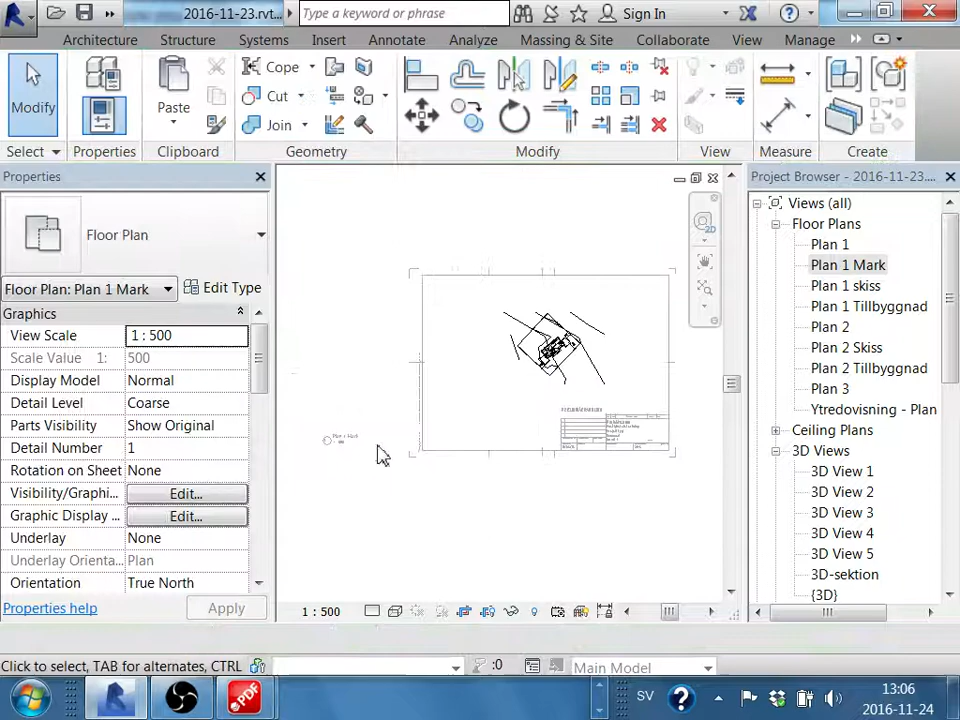 2016-11-23.rvt...
Type a keyword or phrase
Sign In
Architecture Structure Systems Insert Annotate Analyze Massing & Site Collaborate View Manage
Modify
Properties
Paste
Cope
Cut
Join
Select Properties Clipboard Geometry Modify View Measure Create
Properties
Floor Plan
Floor Plan: Plan 1 Mark
Edit Type
Graphics
View Scale 1 : 500
Scale Value 1: 500
Display Model Normal
Detail Level Coarse
Parts Visibility Show Original
Detail Number 1
Rotation on Sheet None
Visibility/Graphi... Edit...
Graphic Display ... Edit...
Underlay None
Underlay Orienta... Plan
Orientation True North
Properties help
Apply
2D
Plan 1 Mark
1 : 500
Project Browser - 2016-11-23....
Views (all)
Floor Plans
Plan 1
Plan 1 Mark
Plan 1 skiss
Plan 1 Tillbyggnad
Plan 2
Plan 2 Skiss
Plan 2 Tillbyggnad
Plan 3
Ytredovisning - Plan
Ceiling Plans
3D Views
3D View 1
3D View 2
3D View 3
3D View 4
3D View 5
3D-sektion
{3D}
Click to select, TAB for alternates, CTRL
:0
Main Model
PDF
SV
13:06
2016-11-24